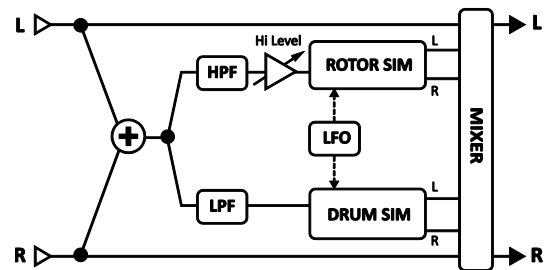 L
L
Hi Level
HPF
ROTOR SIM
L
R
+
LFO
MIXER
LPF
DRUM SIM
L
R
R
R